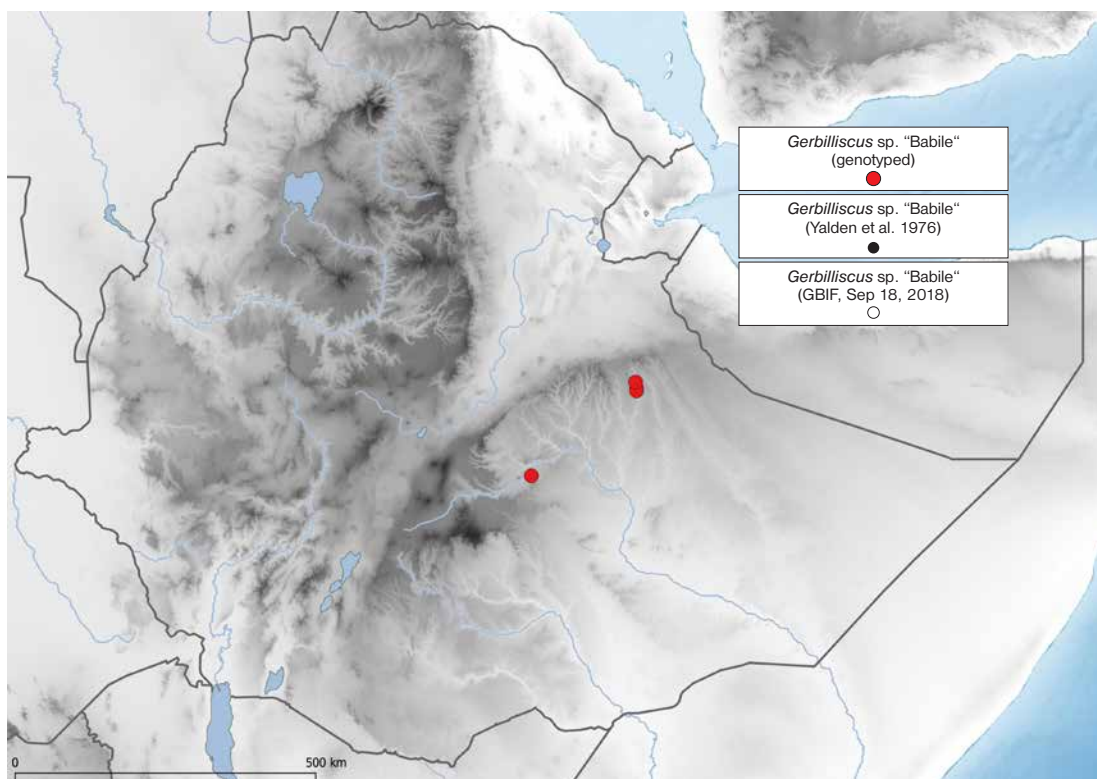 Gerbilliscus sp. “Babile“
(genotyped)
Gerbilliscus sp. “Babile“
(Yalden et al. 1976)
Gerbilliscus sp. “Babile“
(GBIF, Sep 18, 2018)
0
500 km